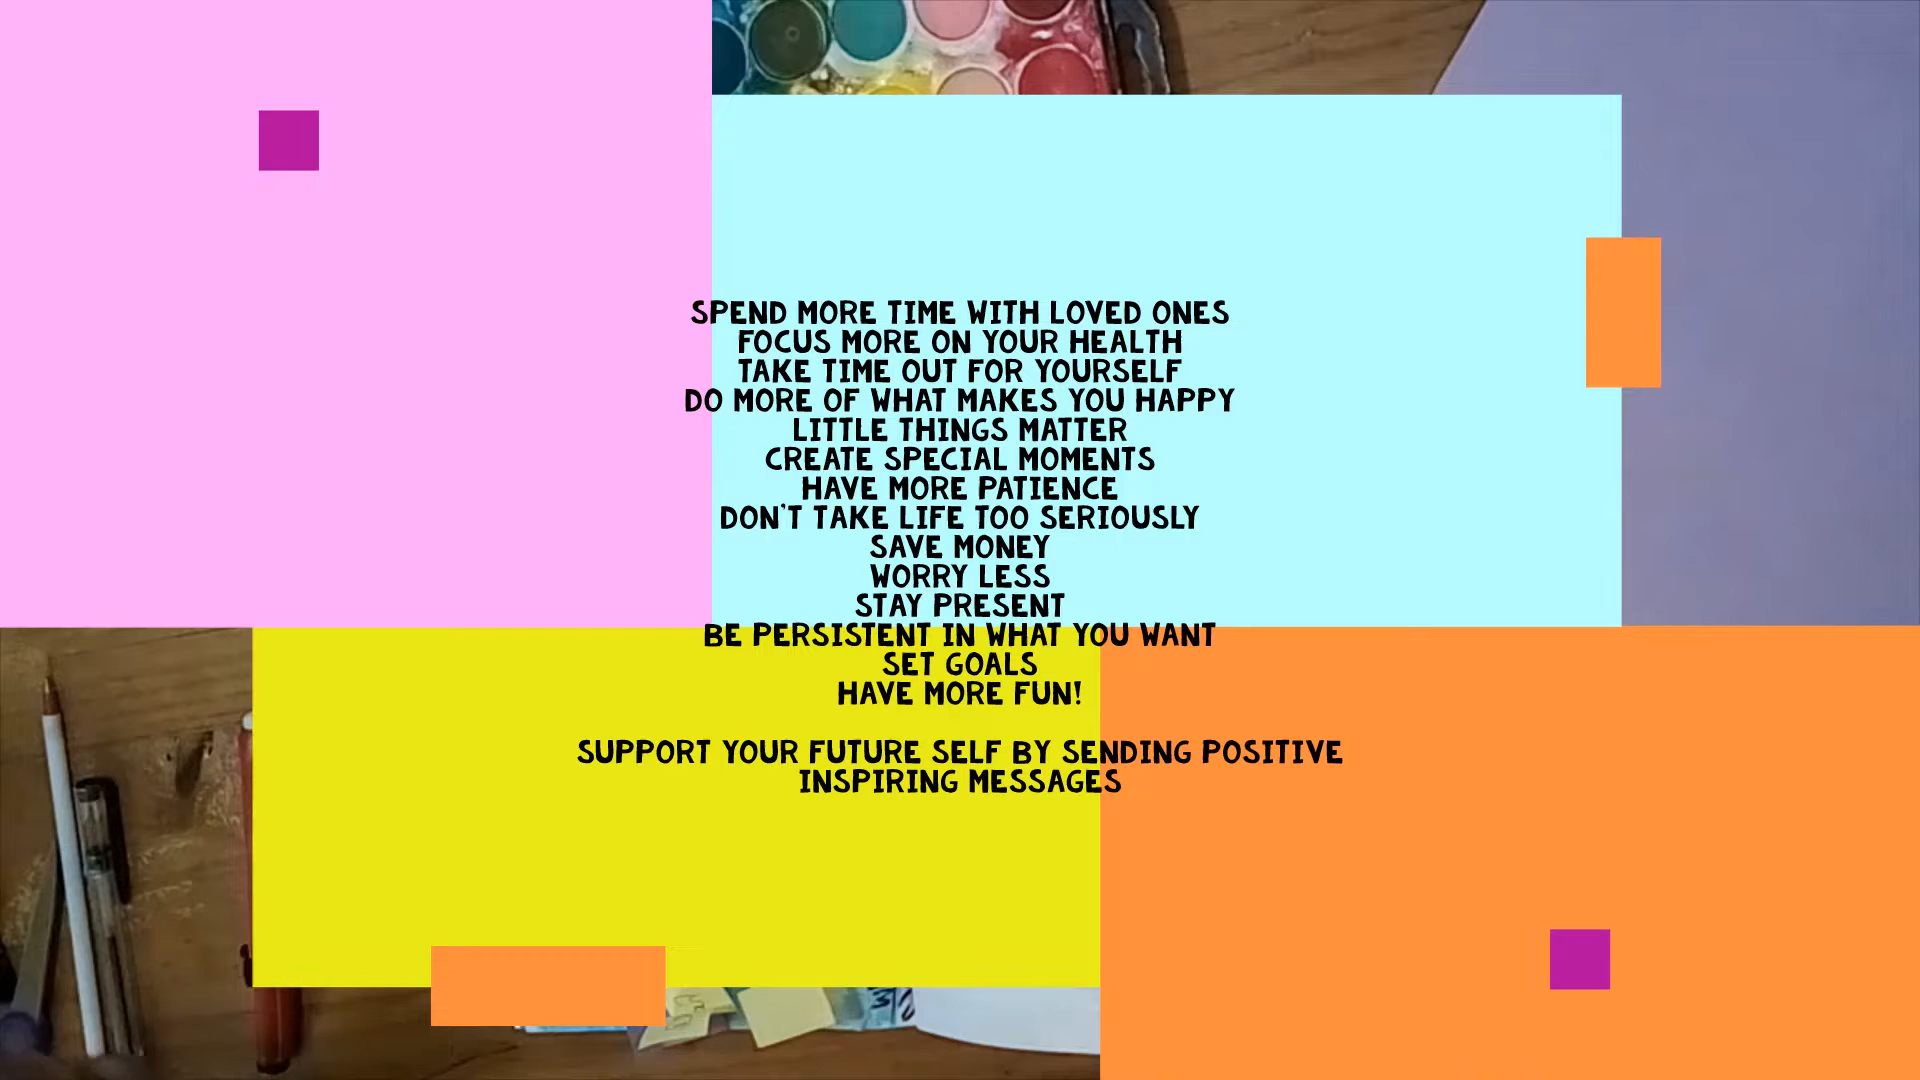 SPEND MORE TIME WITH LOVED ONES
FOCUS MORE ON YOUR HEALTH
TAKE TIME OUT FOR YOURSELF
DO MORE OF WHAT MAKES YOU HAPPY
LITTLE THINGS MATTER
CREATE SPECIAL MOMENTS
HAVE MORE PATIENCE
DON'T TAKE LIFE TOO SERIOUSLY
SAVE MONEY
WORRY LESS
STAY PRESENT
BE PERSISTENT IN WHAT YOU WANT
SET GOALS
HAVE MORE FUN!
SUPPORT YOUR FUTURE SELF BY SENDING POSITIVE
INSPIRING MESSAGES